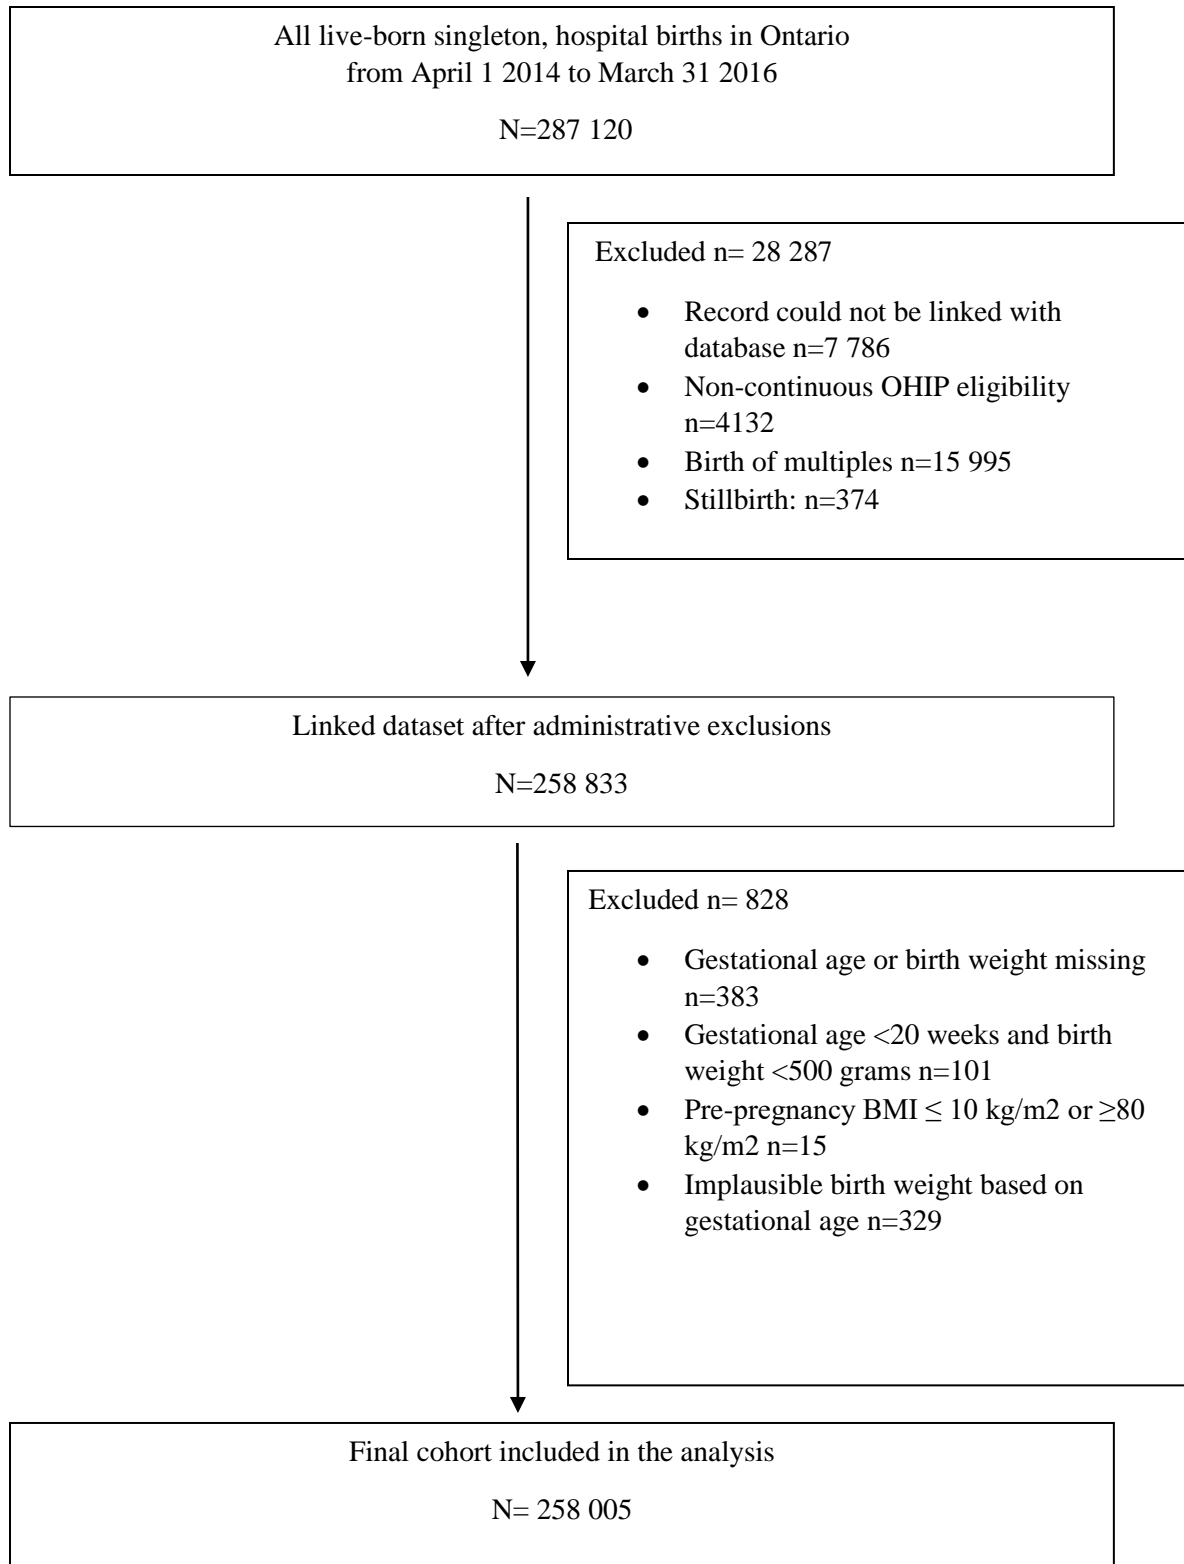 All live-born singleton, hospital births in Ontario
from April 1 2014 to March 31 2016
N=287 120
Excluded n= 28 287
• Record could not be linked with
database n=7 786
• Non-continuous OHIP eligibility
n=4132
• Birth of multiples n=15 995
• Stillbirth: n=374
Linked dataset after administrative exclusions
N=258 833
Excluded n= 828
• Gestational age or birth weight missing
n=383
• Gestational age <20 weeks and birth
weight <500 grams n=101
• Pre-pregnancy BMI ≤ 10 kg/m2 or ≥80
kg/m2 n=15
• Implausible birth weight based on
gestational age n=329
Final cohort included in the analysis
N= 258 005